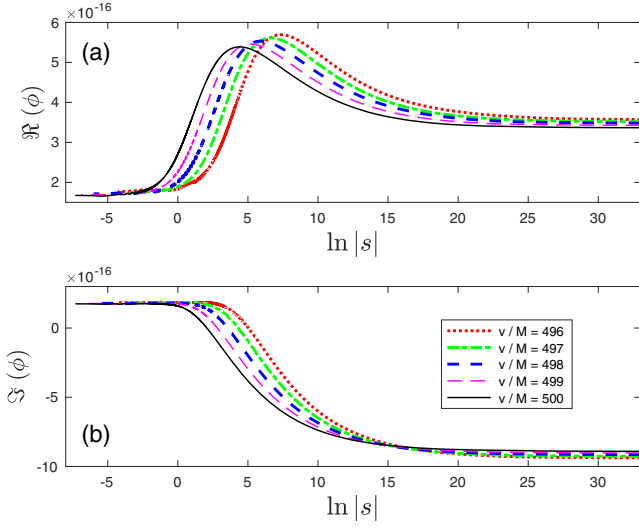 ×10⁻¹⁶
6
5
4
3
2
(a)
ℜ (ϕ)
-5 0 5 10 15 20 25 30
ln |s|
×10⁻¹⁶
0
-5
-10
(b)
ℑ (ϕ)
v / M = 496
v / M = 497
v / M = 498
v / M = 499
v / M = 500
-5 0 5 10 15 20 25 30
ln |s|